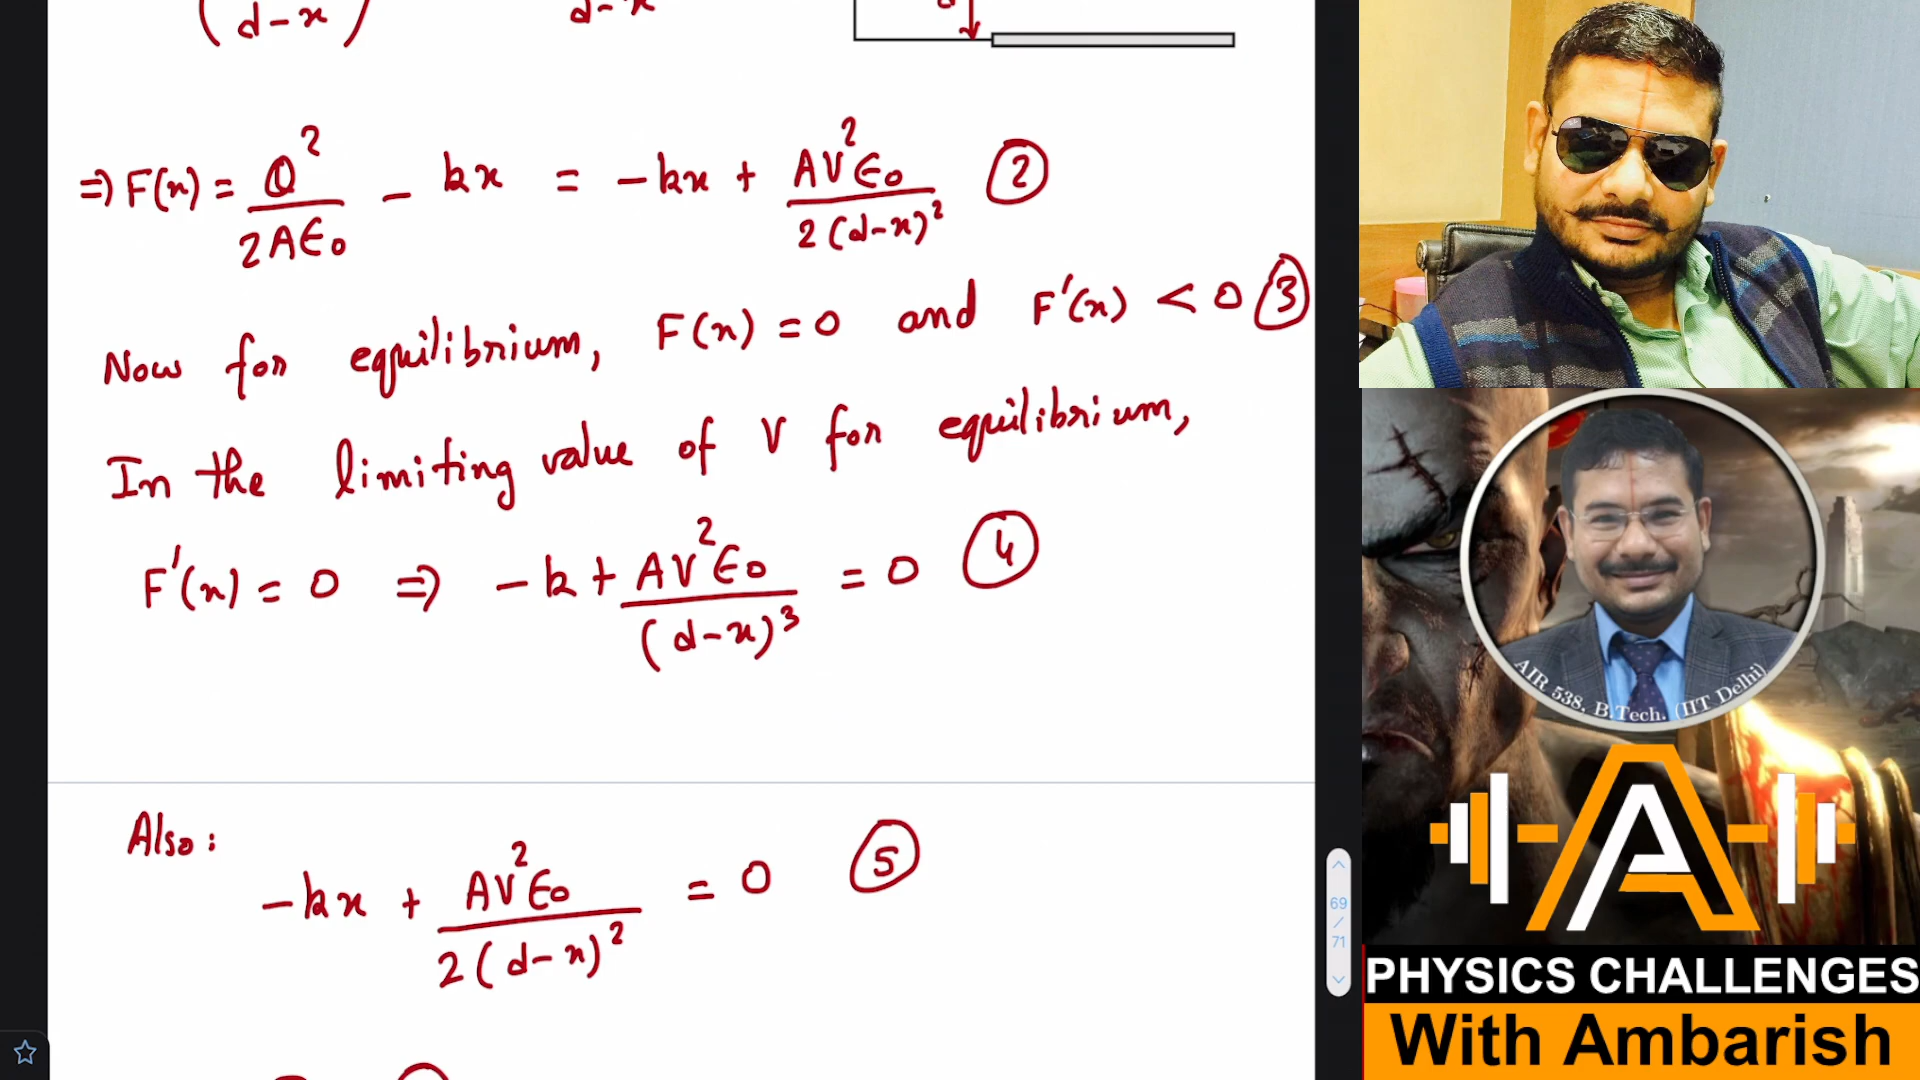 (d-x) d-x
⇒ F(x) = Q²/2Aϵ₀ - kx = -kx + AV²ϵ₀/2(d-x)² ②
Now for equilibrium, F(x) = 0 and F'(x) < 0 ③
In the limiting value of V for equilibrium,
F'(x) = 0 ⇒ -k + AV²ϵ₀/(d-x)³ = 0 ④
Also:
-kx + AV²ϵ₀/2(d-x)² = 0 ⑤
69
/
71
AIR 538, B.Tech. (IIT Delhi)
A
PHYSICS CHALLENGES
With Ambarish